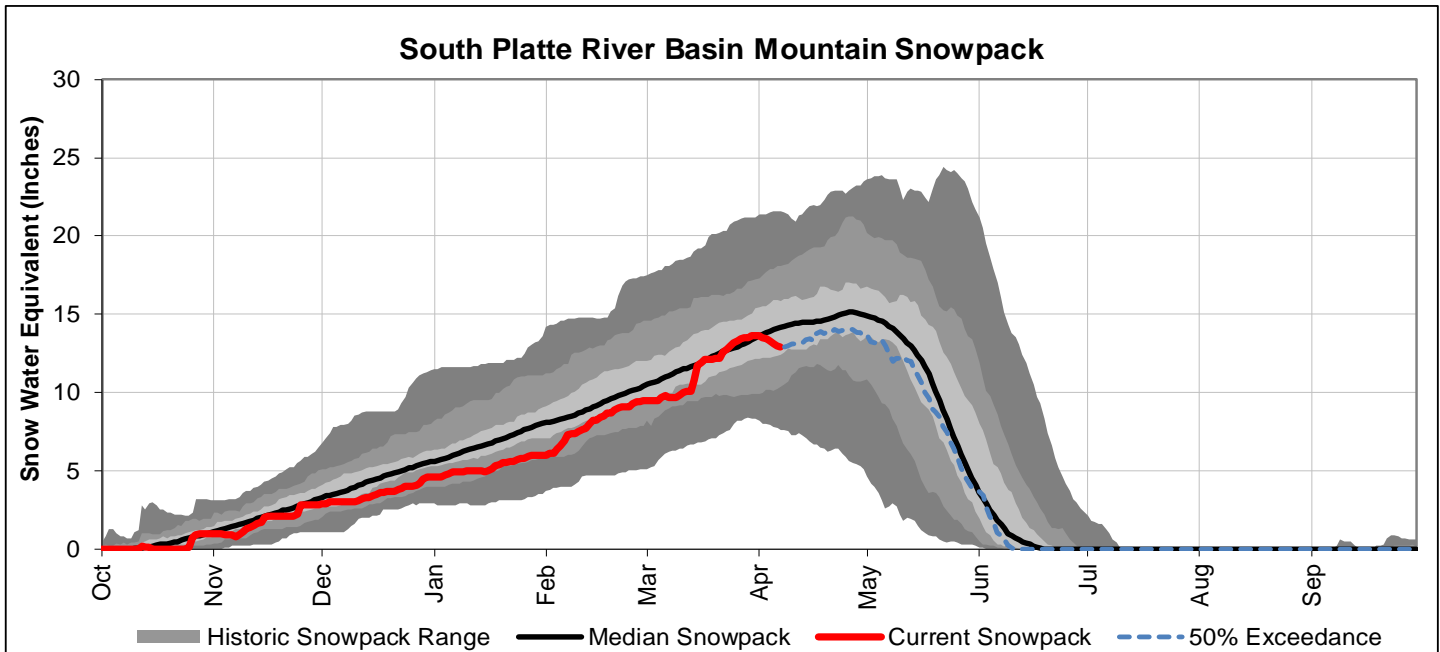 South Platte River Basin Mountain Snowpack
Snow Water Equivalent (Inches)
30
25
20
15
10
5
0
Oct Nov Dec Jan Feb Mar Apr May Jun Jul Aug Sep
Historic Snowpack Range Median Snowpack Current Snowpack 50% Exceedance